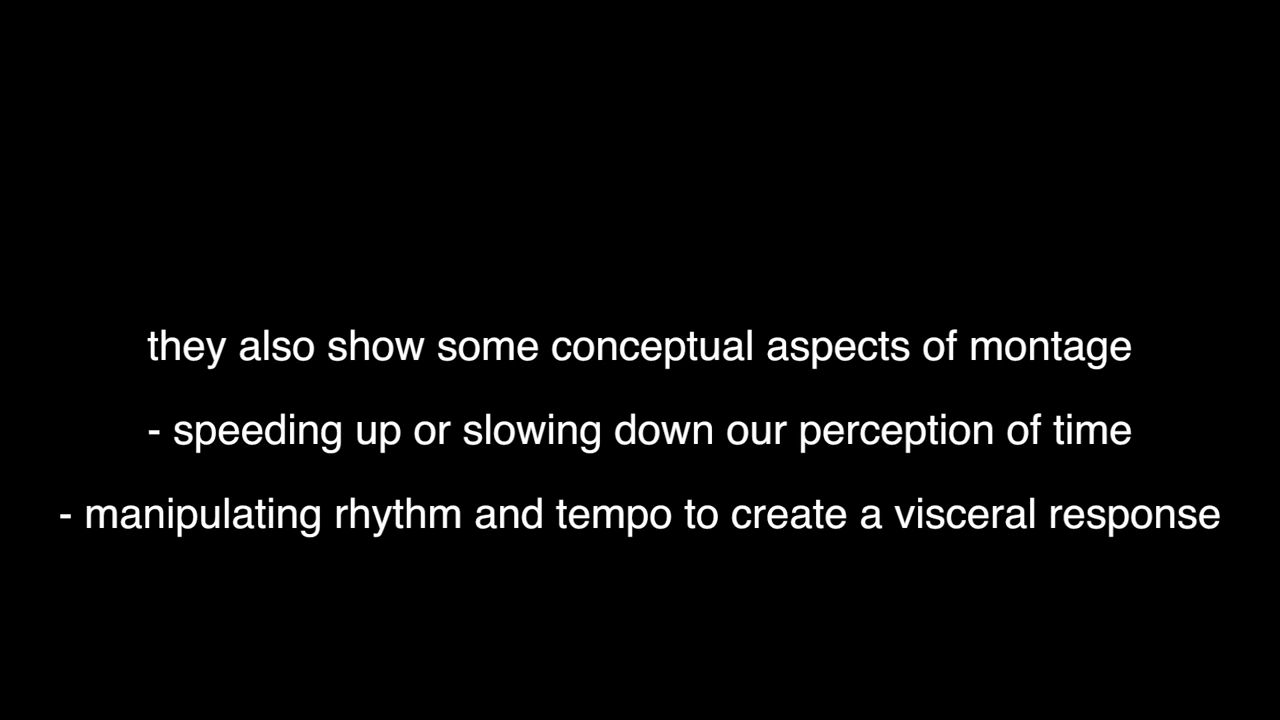 they also show some conceptual aspects of montage
- speeding up or slowing down our perception of time
- manipulating rhythm and tempo to create a visceral response